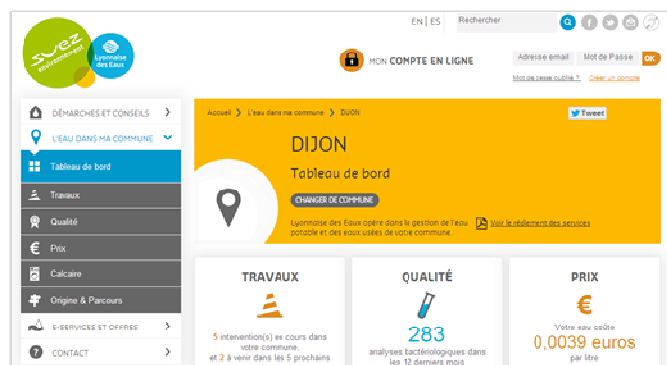 EN | ES
Rechercher
suez
environnement
Lyonnaise
des Eaux
MON COMPTE EN LIGNE
Adresse email
Mot de Passe
OK
Mot de passe oublié ?
Créer un compte
DÉMARCHES ET CONSEILS
L'EAU DANS MA COMMUNE
Tableau de bord
Travaux
Qualité
Prix
Calcaire
Origine & Parcours
E-SERVICES ET OFFRES
CONTACT
Accueil > L'eau dans ma commune > DIJON
Tweet
DIJON
Tableau de bord
CHANGER DE COMMUNE
Lyonnaise des Eaux opère dans la gestion de l'eau
potable et des eaux usées de votre commune.
Voir le règlement des services
TRAVAUX
5 intervention(s) en cours dans
votre commune,
et 2 à venir dans les 5 prochains
QUALITÉ
283
analyses bactériologiques dans
les 12 derniers mois
PRIX
€
Votre eau coûte
0,0039 euros
par litre